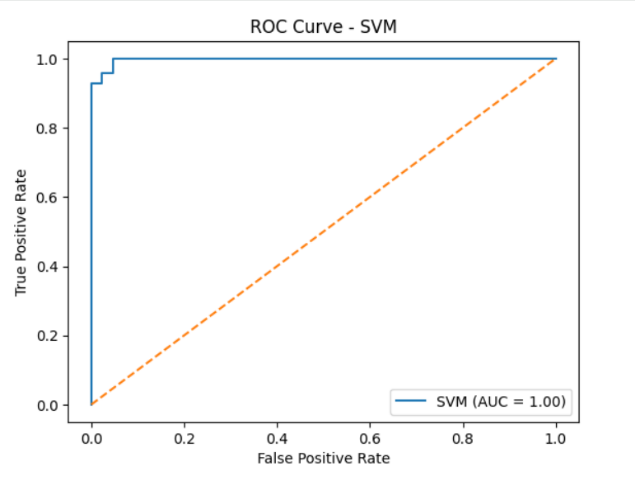 ROC Curve - SVM
True Positive Rate
1.0
0.8
0.6
0.4
0.2
0.0
0.0 0.2 0.4 0.6 0.8 1.0
False Positive Rate
SVM (AUC = 1.00)